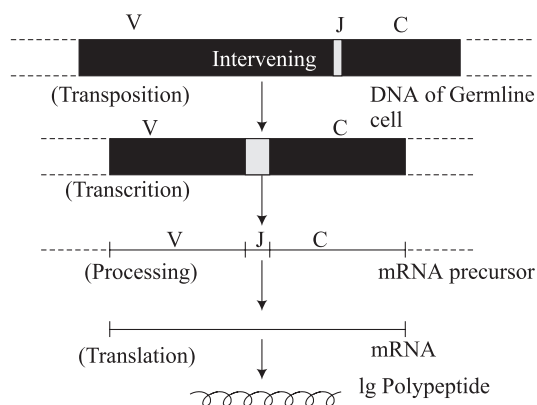 V J C
Intervening
(Transposition) DNA of Germline
cell
V C
(Transcrition)
V J C
(Processing) mRNA precursor
(Translation) mRNA
lg Polypeptide